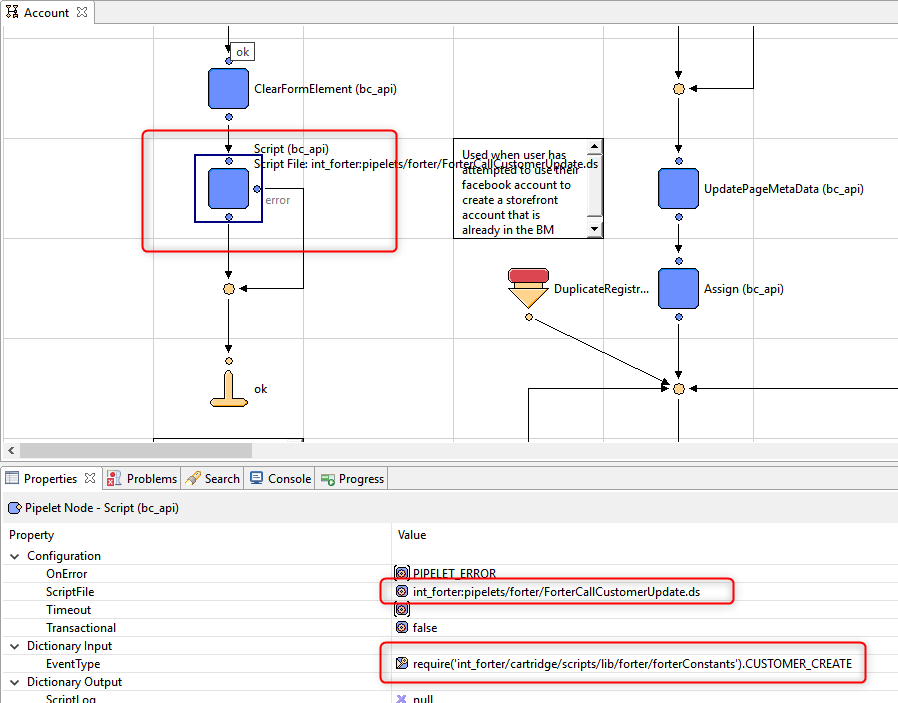 Account
ok
ClearFormElement (bc_api)
Script (bc_api)
Script File: int_forter:pipelets/forter/ForterCallCustomerUpdate.ds
error
ok
Used when user has
attempted to use their
facebook account to
create a storefront
account that is
already in the BM
UpdatePageMetaData (bc_api)
DuplicateRegistr...
Assign (bc_api)
Properties
Problems
Search
Console
Progress
Pipelet Node - Script (bc_api)
Property Value
Configuration
OnError PIPELET_ERROR
ScriptFile int_forter:pipelets/forter/ForterCallCustomerUpdate.ds
Timeout
Transactional false
Dictionary Input
EventType require('int_forter/cartridge/scripts/lib/forter/forterConstants').CUSTOMER_CREATE
Dictionary Output
ScriptLog null